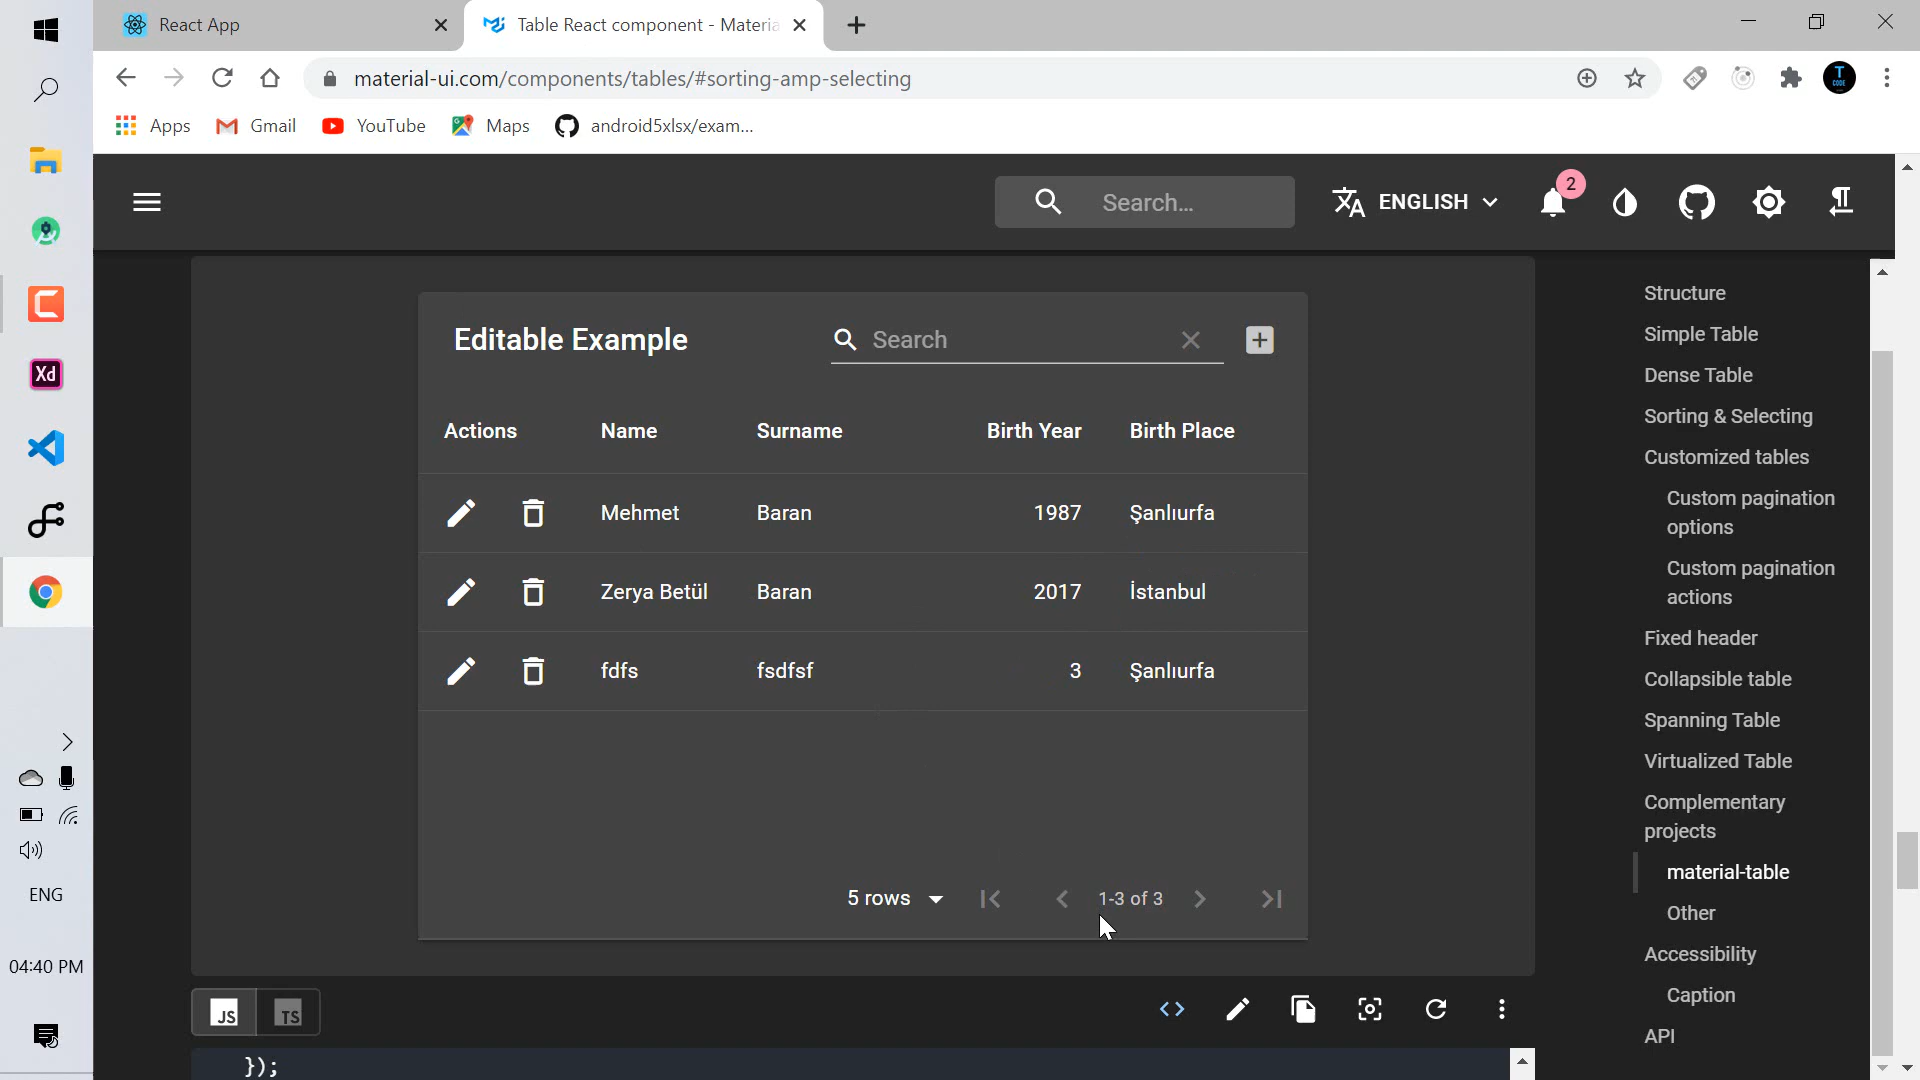 React App
Table React component - Materia
material-ui.com/components/tables/#sorting-amp-selecting
T
CODE
Apps
Gmail
YouTube
Maps
android5xlsx/exam...
Search...
ENGLISH
2
Editable Example
Search
Actions Name Surname Birth Year Birth Place
Mehmet Baran 1987 Şanlıurfa
Zerya Betül Baran 2017 İstanbul
fdfs fsdfsf 3 Şanlıurfa
5 rows 1-3 of 3
JS
TS
});
Structure
Simple Table
Dense Table
Sorting & Selecting
Customized tables
Custom pagination
options
Custom pagination
actions
Fixed header
Collapsible table
Spanning Table
Virtualized Table
Complementary
projects
material-table
Other
Accessibility
Caption
API
Xd
ENG
04:40 PM